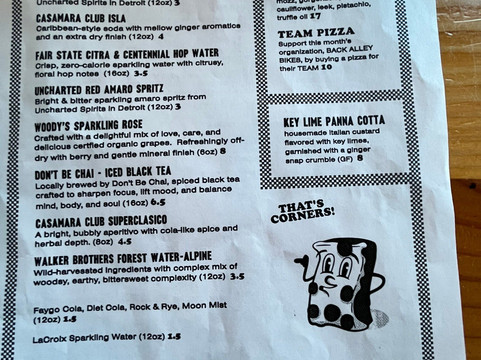 Uncharted Spirits in Detroit (12oz) 3
CASAMARA CLUB ISLA
Caribbean-style soda with mellow ginger aromatics
and an extra dry finish (12oz) 4
FAIR STATE CITRA & CENTENNIAL HOP WATER
Crisp, zero-calorie sparkling water with citrusy,
floral hop notes (16oz) 3.5
UNCHARTED RED AMARO SPRITZ
Bright & bitter sparkling amaro spritz from
Uncharted Spirits in Detroit (12oz) 3
WOODY'S SPARKLING ROSE
Crafted with a delightful mix of love, care, and
delicious certfied organic grapes. Refreshingly off-
dry with berry and gentle mineral finish (8oz) 8
DON'T BE CHAI - ICED BLACK TEA
Locally brewed by Don't Be Chai, spiced black tea
crafted to sharpen focus, lift mood, and balance
mind, body, and soul (16oz) 6.5
CASAMARA CLUB SUPERCLASICO
A bright, bubbly aperitivo with cola-like spice and
herbal depth. (8oz) 4.5
WALKER BROTHERS FOREST WATER-ALPINE
Wild-harvested ingredients with complex mix of
woodsy, earthy, bittersweet complexity (12oz) 3.5
Faygo Cola, Diet Cola, Rock & Rye, Moon Mist
(12oz) 1.5
LaCroix Sparkling Water (12oz) 1.5
cauliflower, leek, pistachio,
truffle oil 17
TEAM PIZZA
Support this month's
organization, BACK ALLEY
BIKES, by buying a pizza for
their TEAM 10
KEY LIME PANNA COTTA
housemade Italian custard
flavored with key limes,
garnished with a ginger
snap crumble (GF) 8
THAT'S
CORNERS!